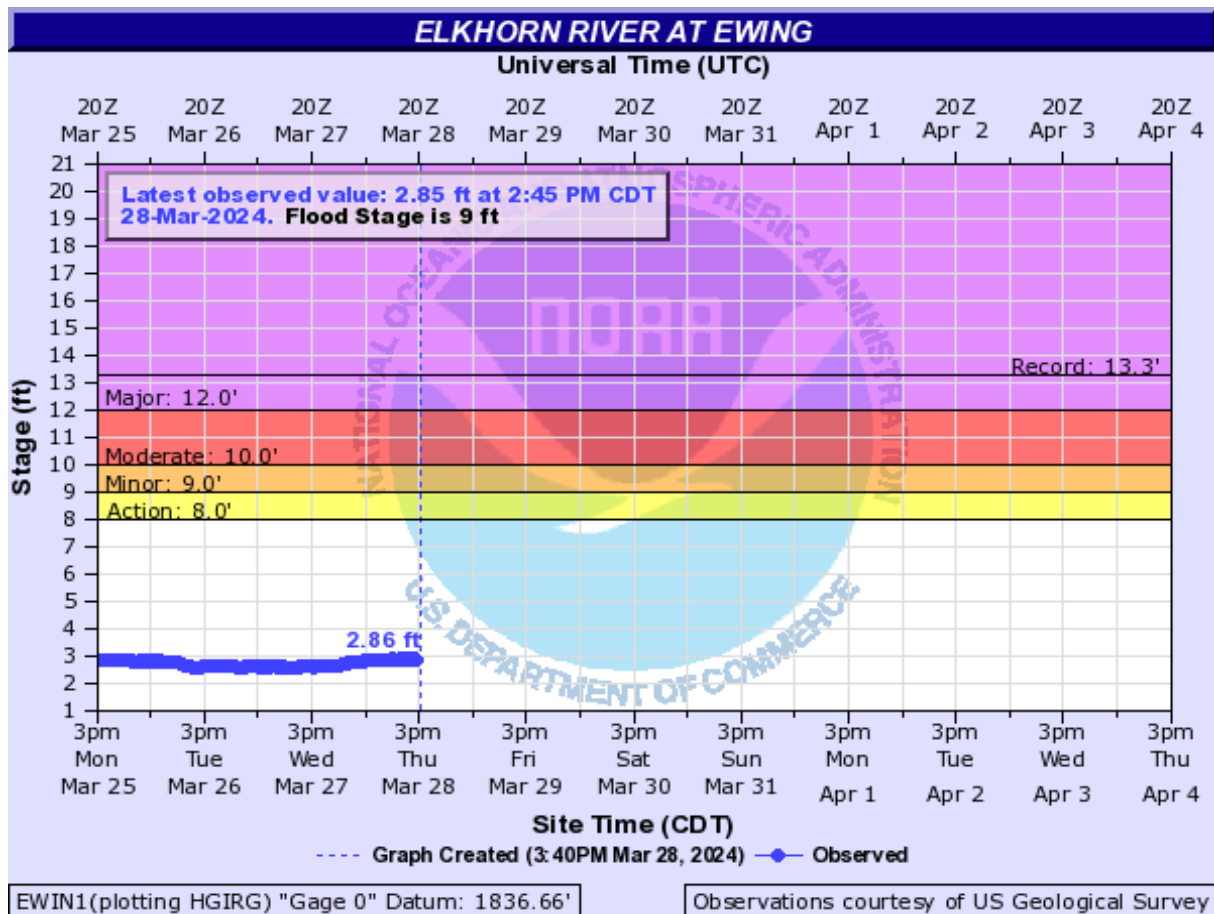 ELKHORN RIVER AT EWING
Universal Time (UTC)
20Z 20Z 20Z 20Z 20Z 20Z 20Z 20Z 20Z 20Z 20Z
Mar 25 Mar 26 Mar 27 Mar 28 Mar 29 Mar 30 Mar 31 Apr 1 Apr 2 Apr 3 Apr 4
Stage (ft)
21
20
19
18
17
16
15
14
13
12
11
10
9
8
7
6
5
4
3
2
1
Latest observed value: 2.85 ft at 2:45 PM CDT
28-Mar-2024. Flood Stage is 9 ft
NATIONAL OCEANIC AND ATMOSPHERIC ADMINISTRATION
NOAA
U.S. DEPARTMENT OF COMMERCE
Record: 13.3'
Major: 12.0'
Moderate: 10.0'
Minor: 9.0'
Action: 8.0'
2.86 ft
3pm 3pm 3pm 3pm 3pm 3pm 3pm 3pm 3pm 3pm 3pm
Mon Tue Wed Thu Fri Sat Sun Mon Tue Wed Thu
Mar 25 Mar 26 Mar 27 Mar 28 Mar 29 Mar 30 Mar 31 Apr 1 Apr 2 Apr 3 Apr 4
Site Time (CDT)
Graph Created (3:40PM Mar 28, 2024) Observed
EWIN1(plotting HGIRG) "Gage 0" Datum: 1836.66'
Observations courtesy of US Geological Survey